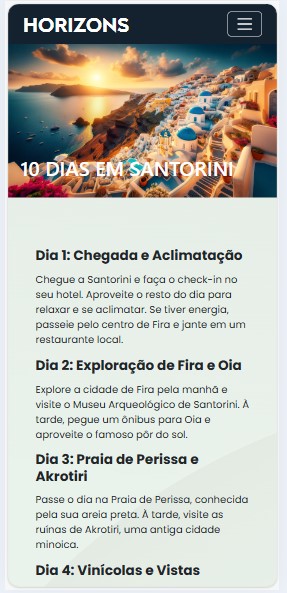 HORIZONS
10 DIAS EM SANTORINI
Dia 1: Chegada e Aclimatação
Chegue a Santorini e faça o check-in no
seu hotel. Aproveite o resto do dia para
relaxar e se aclimatar. Se tiver energia,
passeie pelo centro de Fira e jante em um
restaurante local.
Dia 2: Exploração de Fira e Oia
Explore a cidade de Fira pela manhã e
visite o Museu Arqueológico de Santorini. À
tarde, pegue um ônibus para Oia e
aproveite o famoso pôr do sol.
Dia 3: Praia de Perissa e
Akrotiri
Passe o dia na Praia de Perissa, conhecida
pela sua areia preta. À tarde, visite as
ruínas de Akrotiri, uma antiga cidade
minoica.
Dia 4: Vinícolas e Vistas